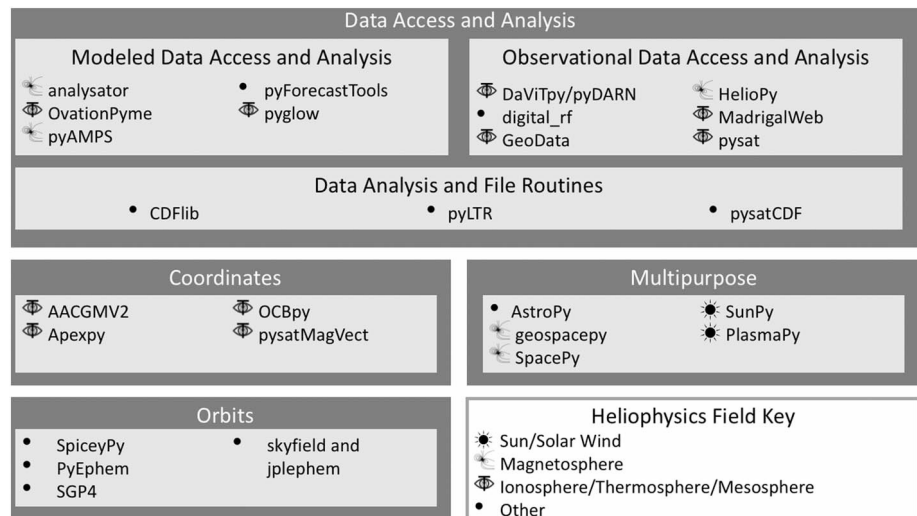 Data Access and Analysis
Modeled Data Access and Analysis
analysator
OvationPyme
pyAMPS
pyForecastTools
pyglow
Observational Data Access and Analysis
DaViTpy/pyDARN
digital_rf
GeoData
HelioPy
MadrigalWeb
pysat
Data Analysis and File Routines
CDFlib
pyLTR
pysatCDF
Coordinates
AACGMV2
Apexpy
OCBpy
pysatMagVect
Multipurpose
AstroPy
geospacepy
SpacePy
SunPy
PlasmaPy
Orbits
SpiceyPy
PyEphem
SGP4
skyfield and
jplephem
Heliophysics Field Key
Sun/Solar Wind
Magnetosphere
Ionosphere/Thermosphere/Mesosphere
Other